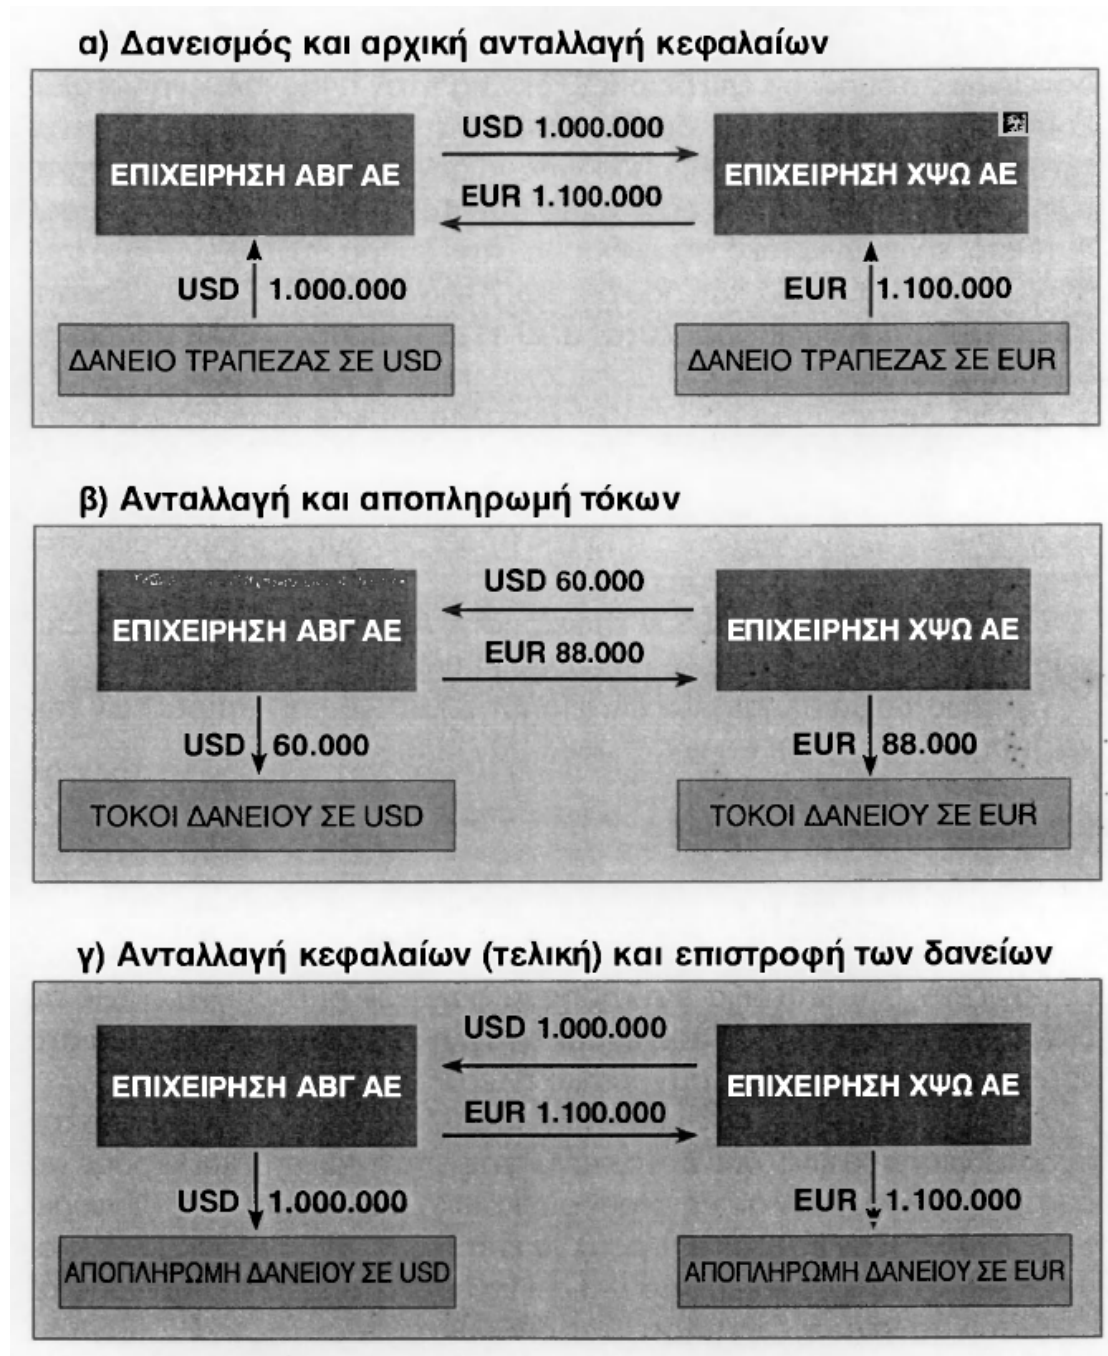 α) Δανεισμός και αρχική ανταλλαγή κεφαλαίων
USD 1.000.000
ΕΠΙΧΕΙΡΗΣΗ ΑΒΓ ΑΕ
ΕΠΙΧΕΙΡΗΣΗ ΧΨΩ ΑΕ
EUR 1.100.000
USD 1.000.000
EUR 1.100.000
ΔΑΝΕΙΟ ΤΡΑΠΕΖΑΣ ΣΕ USD
ΔΑΝΕΙΟ ΤΡΑΠΕΖΑΣ ΣΕ EUR
β) Ανταλλαγή και αποπληρωμή τόκων
USD 60.000
ΕΠΙΧΕΙΡΗΣΗ ΑΒΓ ΑΕ
ΕΠΙΧΕΙΡΗΣΗ ΧΨΩ ΑΕ
EUR 88.000
USD 60.000
EUR 88.000
ΤΟΚΟΙ ΔΑΝΕΙΟΥ ΣΕ USD
ΤΟΚΟΙ ΔΑΝΕΙΟΥ ΣΕ EUR
γ) Ανταλλαγή κεφαλαίων (τελική) και επιστροφή των δανείων
USD 1.000.000
ΕΠΙΧΕΙΡΗΣΗ ΑΒΓ ΑΕ
ΕΠΙΧΕΙΡΗΣΗ ΧΨΩ ΑΕ
EUR 1.100.000
USD 1.000.000
EUR 1.100.000
ΑΠΟΠΛΗΡΩΜΗ ΔΑΝΕΙΟΥ ΣΕ USD
ΑΠΟΠΛΗΡΩΜΗ ΔΑΝΕΙΟΥ ΣΕ EUR